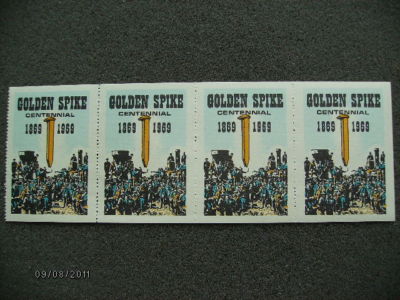 GOLDEN SPIKE
CENTENNIAL
1869 1969
GOLDEN SPIKE
CENTENNIAL
1869 1969
GOLDEN SPIKE
CENTENNIAL
1869 1969
GOLDEN SPIKE
CENTENNIAL
1869 1969
09/08/2011